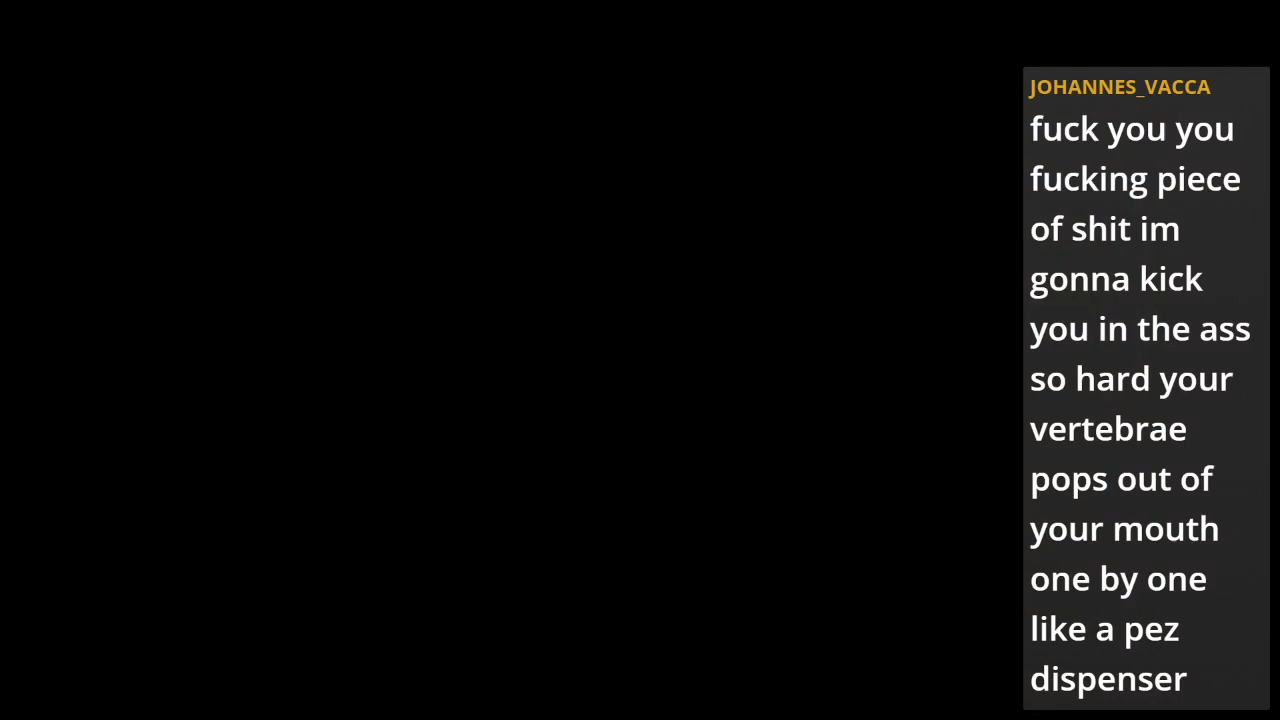 JOHANNES_VACCA
fuck you you
fucking piece
of shit im
gonna kick
you in the ass
so hard your
vertebrae
pops out of
your mouth
one by one
like a pez
dispenser